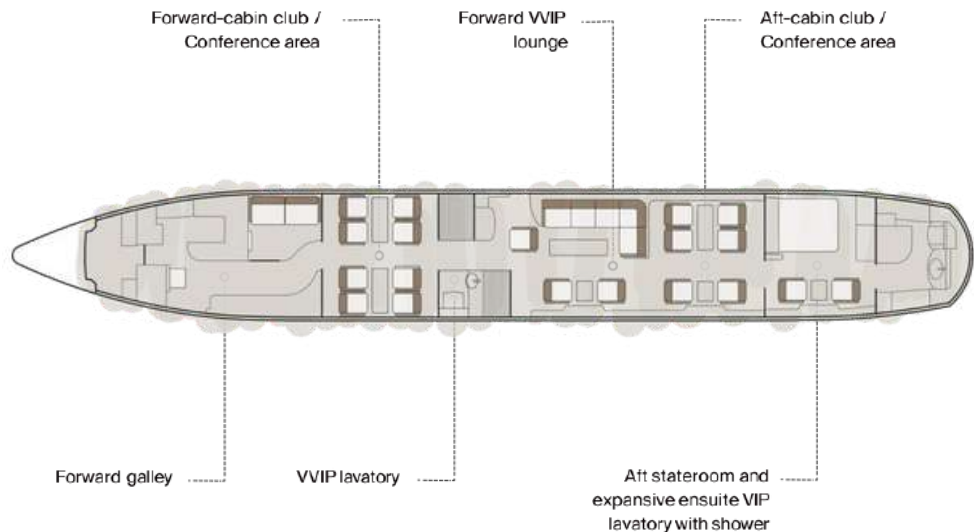 Forward-cabin club /
Conference area
Forward VVIP
lounge
Aft-cabin club /
Conference area
Forward galley
VVIP lavatory
Aft stateroom and
expansive ensuite VIP
lavatory with shower